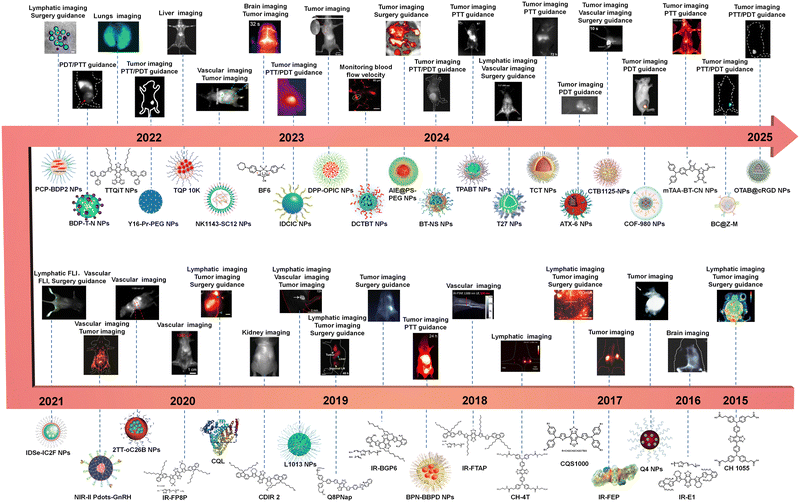 Lymphatic imaging
Surgery guidance
Lungs imaging
Liver imaging
Brain imaging
Tumor imaging
Tumor imaging
Tumor imaging
Surgery guidance
Tumor imaging
PTT guidance
Tumor imaging
PTT guidance
Tumor imaging
Vascular imaging
Surgery guidance
Tumor imaging
PTT guidance
Tumor imaging
PTT/PDT guidance
32 s
10 s
PDT/PTT guidance
Tumor imaging
PTT/PDT guidance
Vascular imaging
Tumor imaging
Tumor imaging
PTT/PDT guidance
Monitoring blood
flow velocity
Tumor imaging
PTT/PDT guidance
Lymphatic imaging
Vascular imaging
Surgery guidance
Tumor imaging
PDT guidance
Tumor imaging
PDT guidance
Tumor imaging
PTT/PDT guidance
2022
2023
2024
2025
PCP-BDP2 NPs
TTQiT NPs
TQP 10K
BF6
DPP-OPIC NPs
AIE@PS-
PEG NPs
TPABT NPs
TCT NPs
CTB1125-NPs
mTAA-BT-CN NPs
OTAB@cRGD NPs
BDP-T-N NPs
Y16-Pr-PEG NPs
NK1143-SC12 NPs
IDCIC NPs
DCTBT NPs
BT-NS NPs
T27 NPs
ATX-6 NPs
COF-980 NPs
BC@Z-M
Lymphatic FLI, Vascular
FLI, Surgery guidance
Vascular imaging
Lymphatic imaging
Tumor imaging
Surgery guidance
Lymphatic imaging
Vascular imaging
Tumor imaging
Tumor imaging
Surgery guidance
Vascular imaging
Lymphatic imaging
Tumor imaging
Surgery guidance
Tumor imaging
Lymphatic imaging
Tumor imaging
Surgery guidance
Vascular imaging
Tumor imaging
Vascular imaging
1 cm
Kidney imaging
Lymphatic imaging
Tumor imaging
Surgery guidance
Tumor imaging
PTT guidance
24 h
Lymphatic imaging
Tumor imaging
Brain imaging
2021
2020
2019
2018
2017
2016
2015
IDSe-IC2F NPs
2TT-oC26B NPs
CQL
L1013 NPs
IR-BGP6
IR-FTAP
CQS1000
Q4 NPs
CH 1055
NIR-II Pdots-GnRH
IR-FP8P
CDIR 2
Q8PNap
BPN-BBPD NPs
CH-4T
IR-FEP
IR-E1